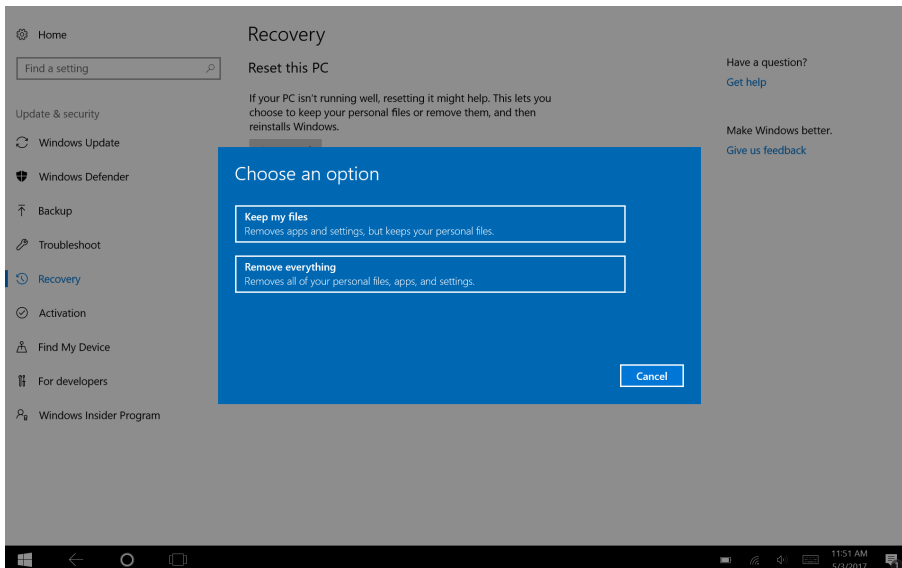 Home
Find a setting
Update & security
Windows Update
Windows Defender
Backup
Troubleshoot
Recovery
Activation
Find My Device
For developers
Windows Insider Program
Recovery
Reset this PC
If your PC isn't running well, resetting it might help. This lets you
choose to keep your personal files or remove them, and then
reinstalls Windows.
Choose an option
Keep my files
Removes apps and settings, but keeps your personal files.
Remove everything
Removes all of your personal files, apps, and settings.
Cancel
Have a question?
Get help
Make Windows better.
Give us feedback
11:51 AM
5/3/2017